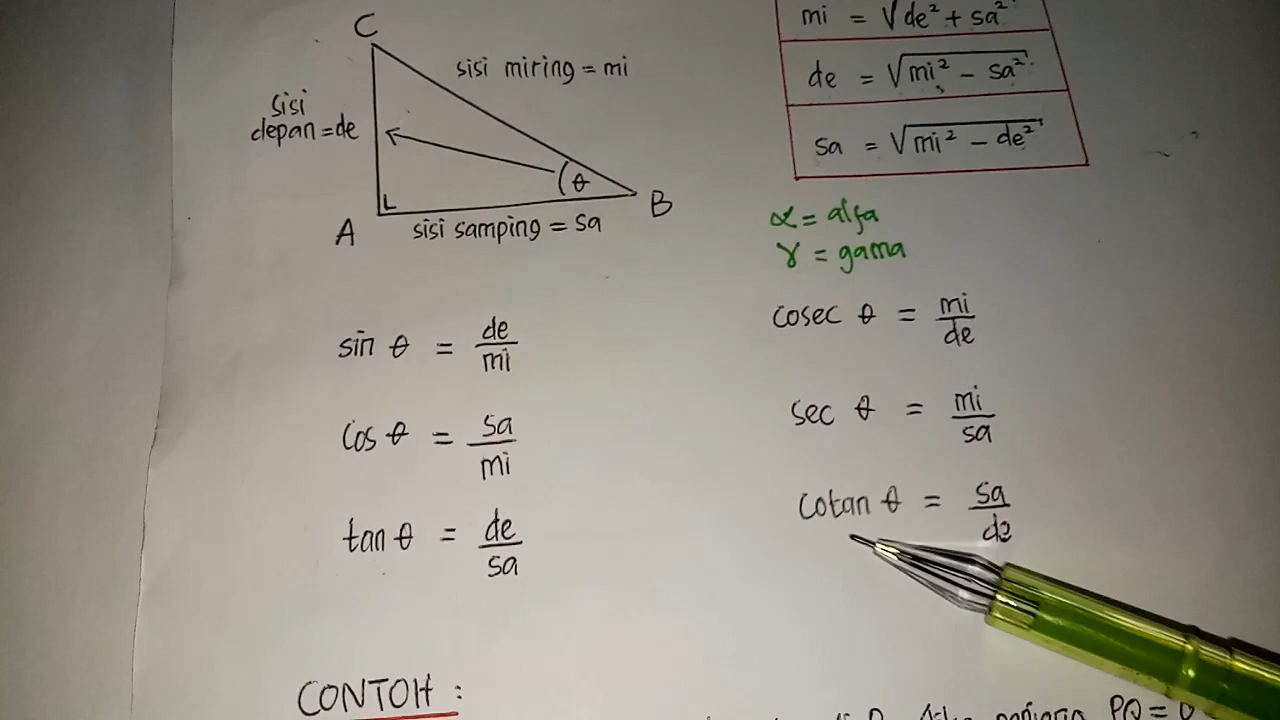 C
sisi miring = mi
sisi
depan = de
θ
A
B
sisi samping = sa
mi = √de² + sa²
de = √mi² - sa²
sa = √mi² - de²
α = alfa
γ = gama
sin θ = de/mi
cos θ = sa/mi
tan θ = de/sa
cosec θ = mi/de
sec θ = mi/sa
cotan θ = sa/de
CONTOH :
PQ =